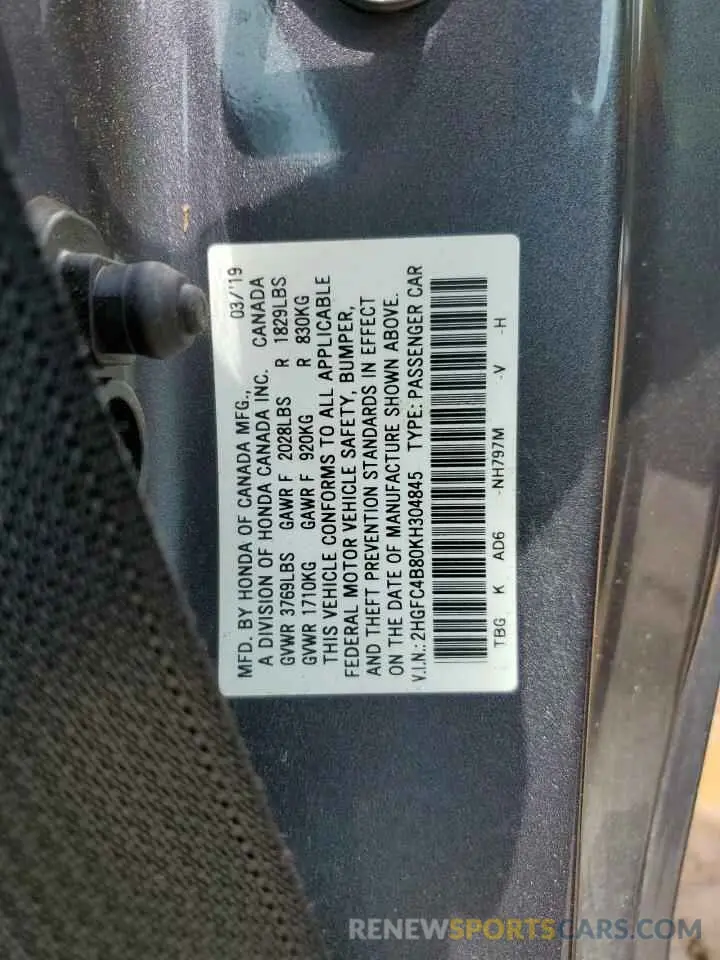 MFD. BY HONDA OF CANADA MFG., 03/'19
A DIVISION OF HONDA CANADA INC. CANADA
GVWR 3769LBS GAWR F 2028LBS R 1829LBS
GVWR 1710KG GAWR F 920KG R 830KG
THIS VEHICLE CONFORMS TO ALL APPLICABLE
FEDERAL MOTOR VEHICLE SAFETY, BUMPER,
AND THEFT PREVENTION STANDARDS IN EFFECT
ON THE DATE OF MANUFACTURE SHOWN ABOVE.
V.I.N.: 2HGFC4B80KH304845 TYPE: PASSENGER CAR
TBG K AD6 -NH797M -V -H
RENEWSPORTSCARS.COM